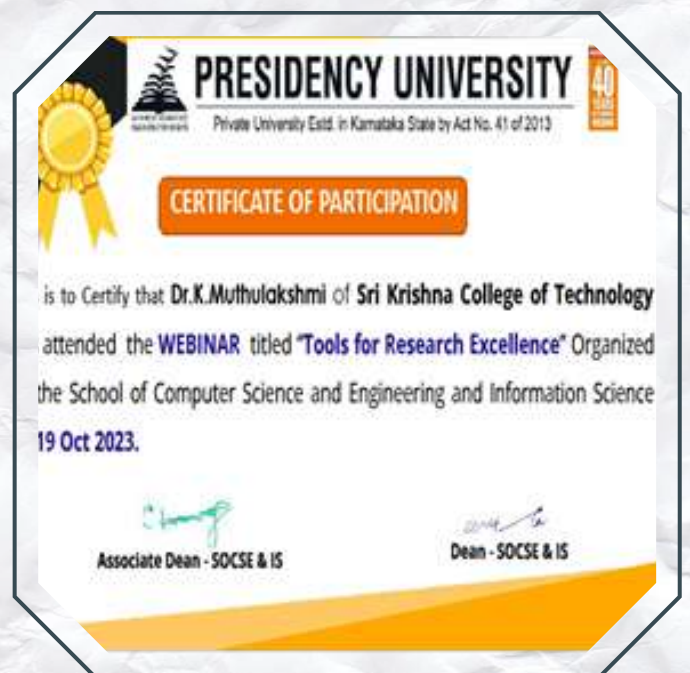 PRESIDENCY UNIVERSITY
40
YEARS
Private University Estd. in Karnataka State by Act No. 41 of 2013
CERTIFICATE OF PARTICIPATION
is to Certify that Dr.K.Muthulakshmi of Sri Krishna College of Technology
attended the WEBINAR titled "Tools for Research Excellence" Organized
the School of Computer Science and Engineering and Information Science
19 Oct 2023.
Associate Dean - SOCSE & IS
Dean - SOCSE & IS